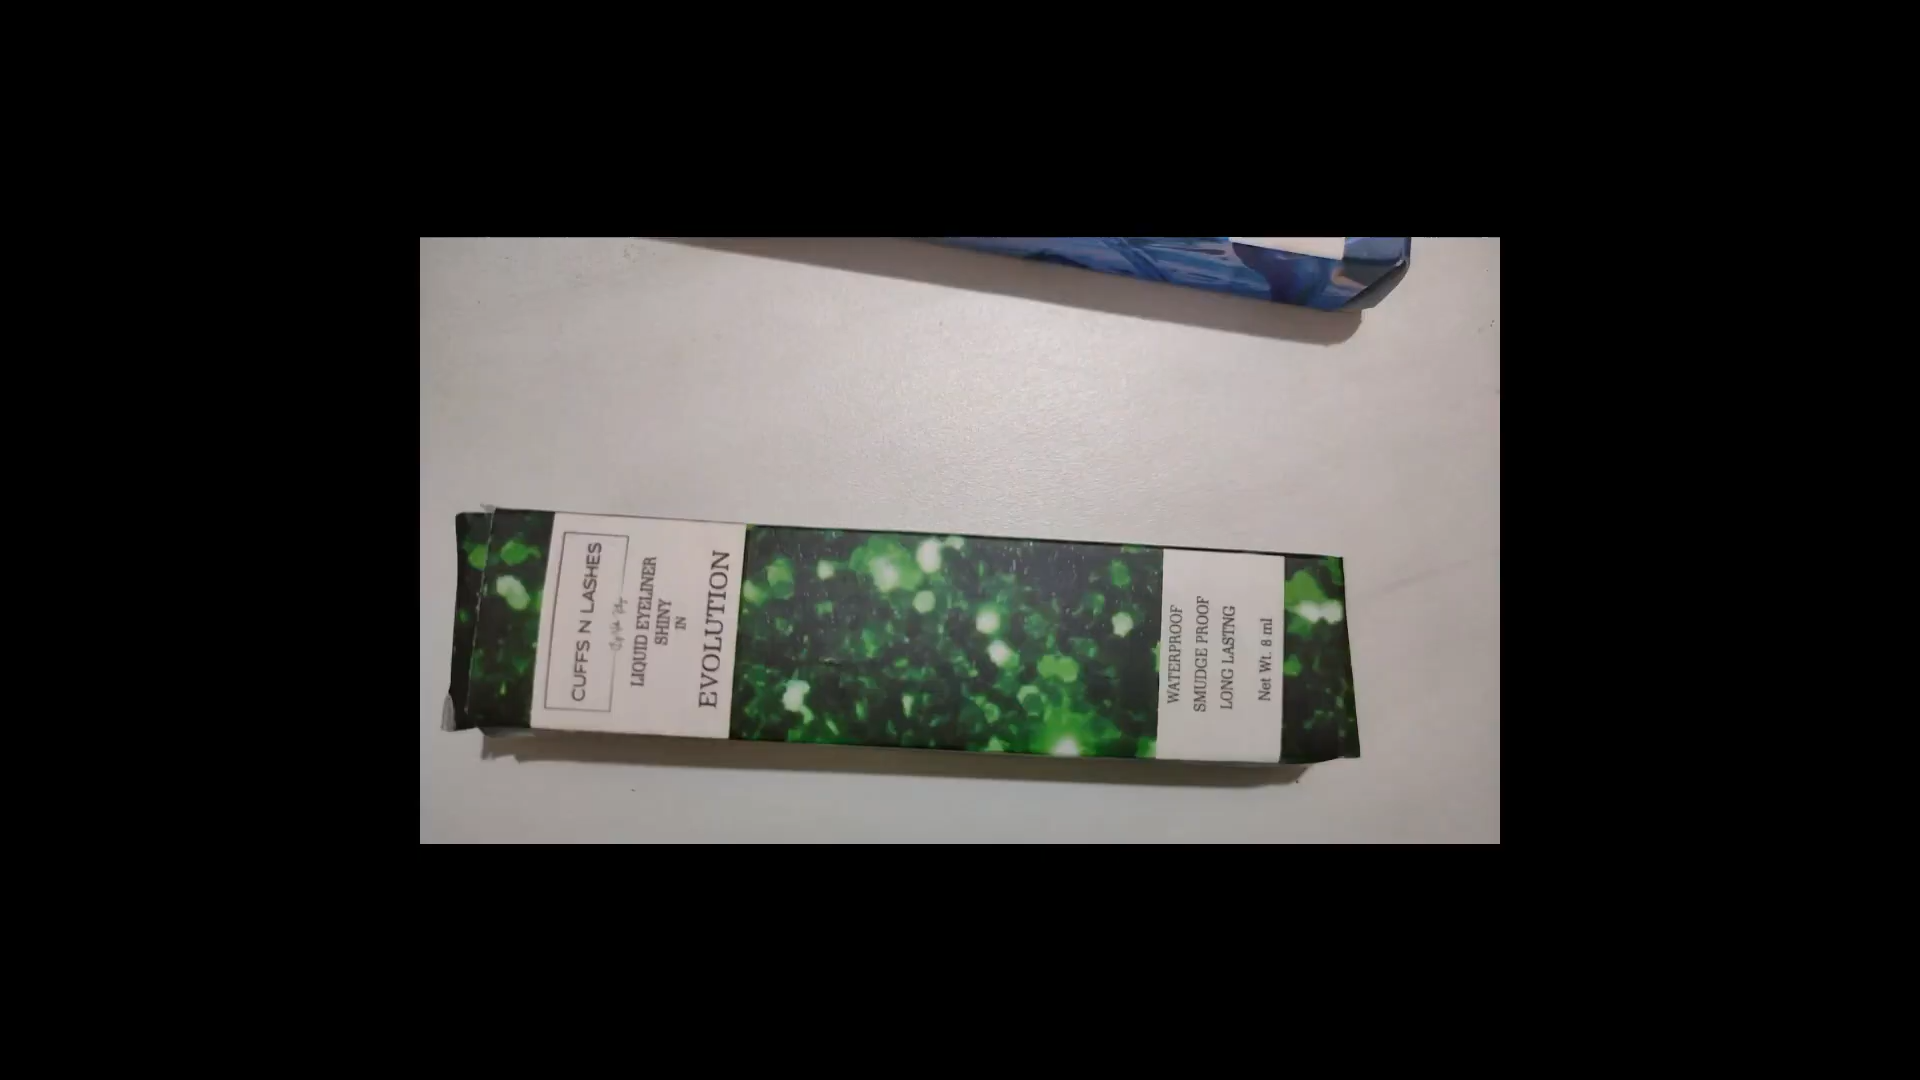 CUFFS N LASHES
LIQUID EYELINER
SHINY
IN
EVOLUTION
WATERPROOF
SMUDGE PROOF
LONG LASTNG
Net Wt. 8 ml